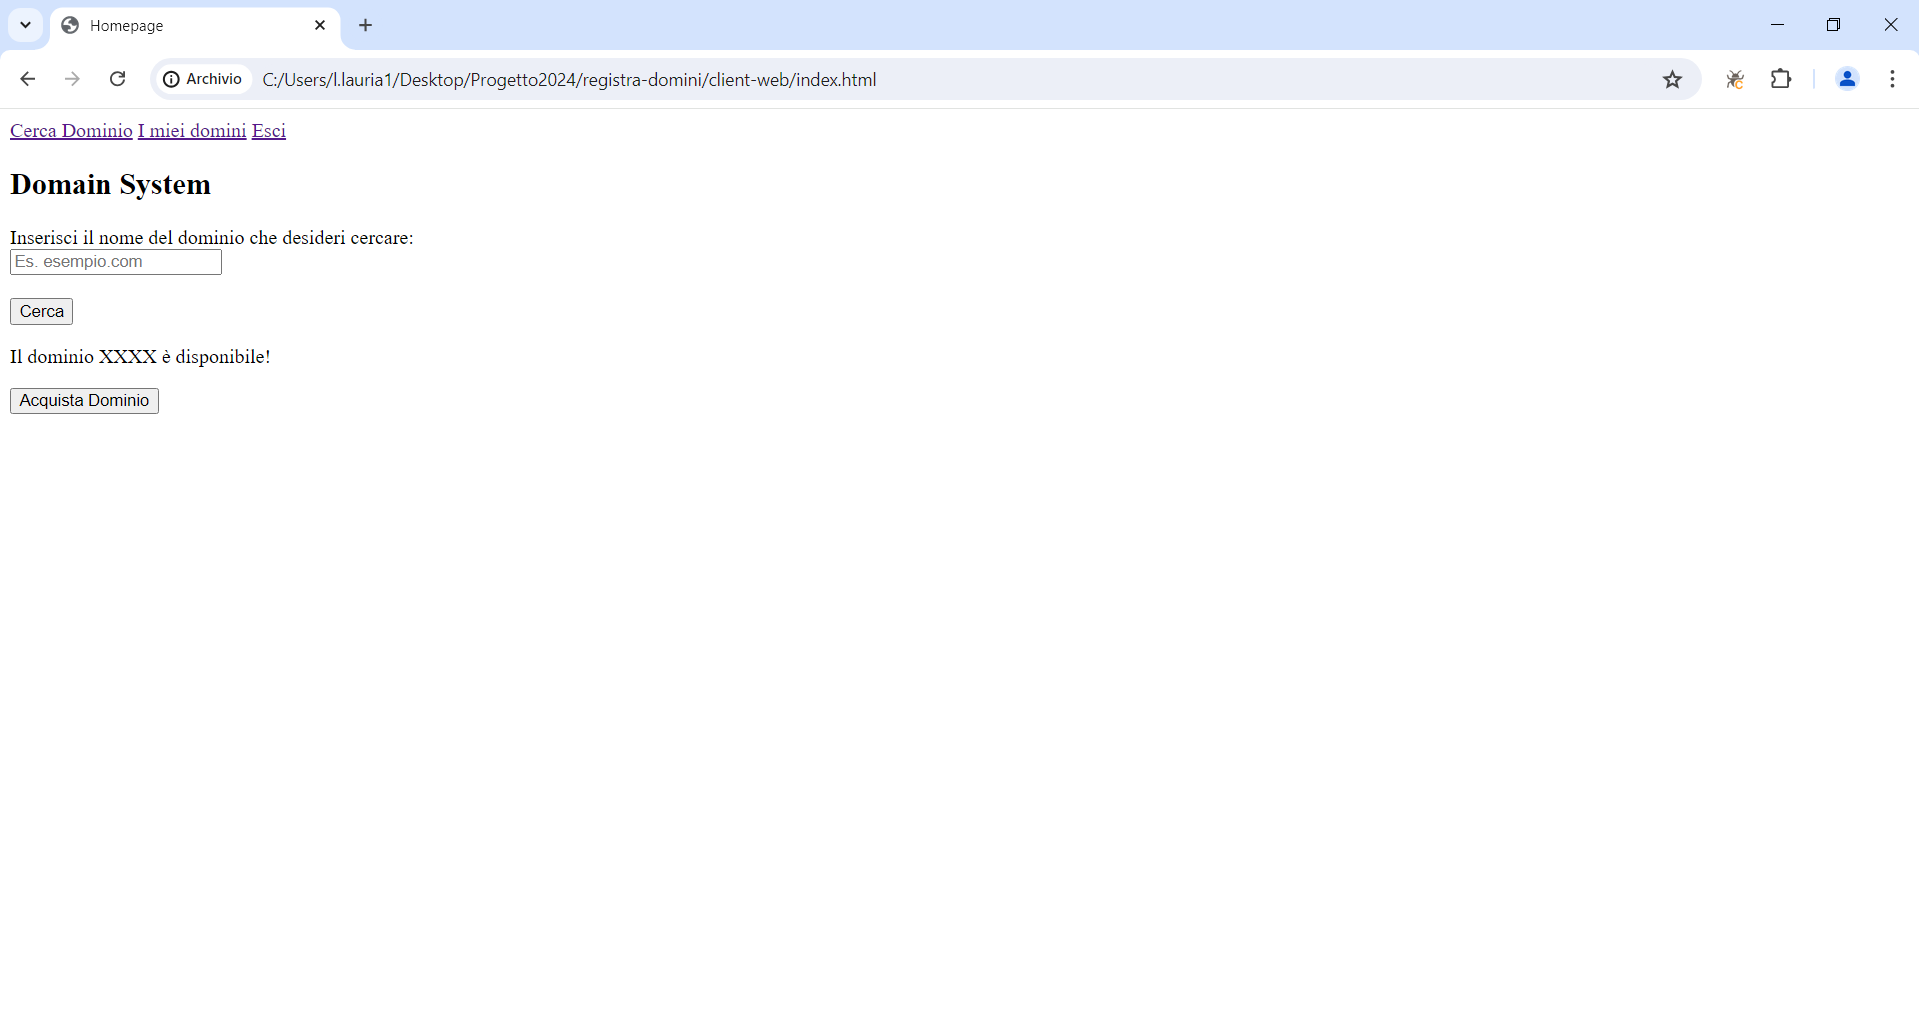 Homepage
Archivio C:/Users/l.lauria1/Desktop/Progetto2024/registra-domini/client-web/index.html
Cerca Dominio I miei domini Esci
Domain System
Inserisci il nome del dominio che desideri cercare:
Es. esempio.com
Cerca
Il dominio XXXX è disponibile!
Acquista Dominio